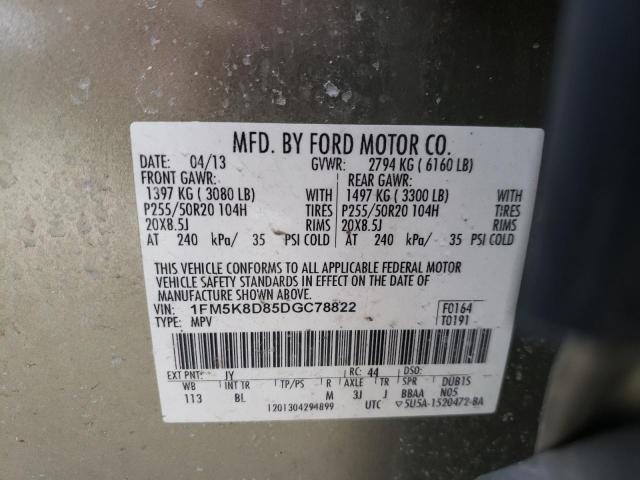 MFD. BY FORD MOTOR CO.
DATE: 04/13 GVWR: 2794 KG ( 6160 LB)
FRONT GAWR: REAR GAWR:
1397 KG ( 3080 LB) WITH 1497 KG ( 3300 LB) WITH
P255/50R20 104H TIRES P255/50R20 104H TIRES
20X8.5J RIMS 20X8.5J RIMS
AT 240 kPa/ 35 PSI COLD AT 240 kPa/ 35 PSI COLD
THIS VEHICLE CONFORMS TO ALL APPLICABLE FEDERAL MOTOR
VEHICLE SAFETY STANDARDS IN EFFECT ON THE DATE OF
MANUFACTURE SHOWN ABOVE.
VIN: 1FM5K8D85DGC78822 F0164
TYPE: MPV T0191
EXT PNT: JY RC: 44 DSO:
WB INT TR TP/PS R AXLE TR SPR DUB1S
113 BL M 3J J BBAA N05
1201304294899 UTC ▽5U5A-1520472-BA